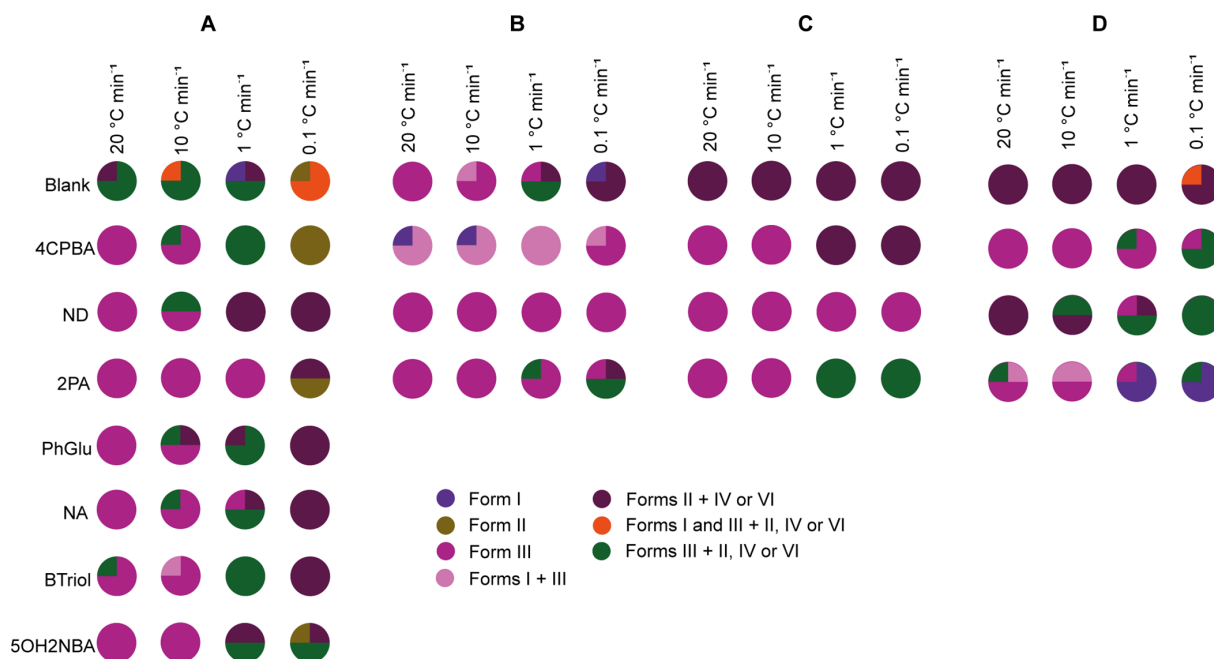 A B C D
20 °C min⁻¹ 10 °C min⁻¹ 1 °C min⁻¹ 0.1 °C min⁻¹ 20 °C min⁻¹ 10 °C min⁻¹ 1 °C min⁻¹ 0.1 °C min⁻¹ 20 °C min⁻¹ 10 °C min⁻¹ 1 °C min⁻¹ 0.1 °C min⁻¹ 20 °C min⁻¹ 10 °C min⁻¹ 1 °C min⁻¹ 0.1 °C min⁻¹
Blank
4CPBA
ND
2PA
PhGlu
NA
BTriol
5OH2NBA
Form I
Form II
Form III
Forms I + III
Forms II + IV or VI
Forms I and III + II, IV or VI
Forms III + II, IV or VI